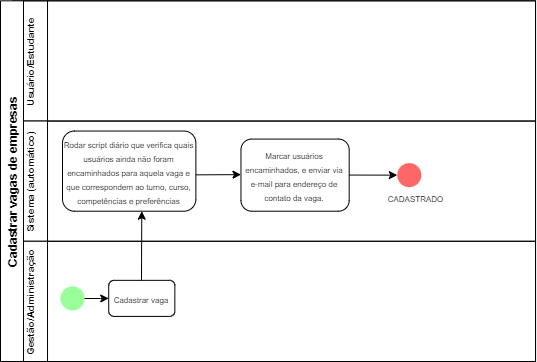 Cadastrar vagas de empresas
Usuário/Estudante
Sistema (automático)
Rodar script diário que verifica quais
usuários ainda não foram
encaminhados para aquela vaga e
que correspondem ao turno, curso,
competências e preferências
Marcar usuários
encaminhados, e enviar via
e-mail para endereço de
contato da vaga.
CADASTRADO
Gestão/Administração
Cadastrar vaga